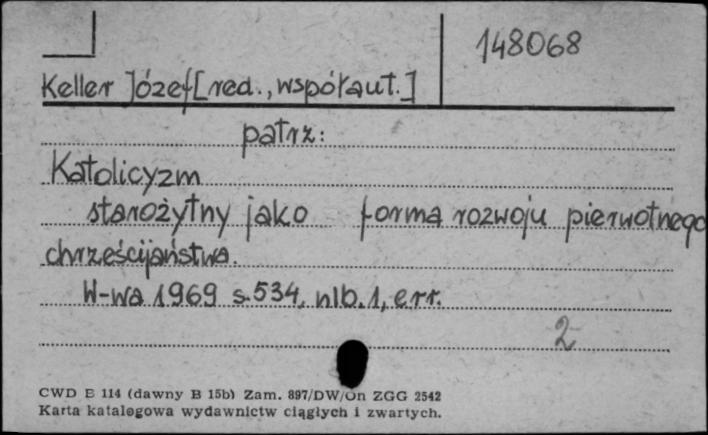 148068
Keller Józef [red., współaut.]
patrz:
Katolicyzm
starożytny jako forma rozwoju pierwotnego
chrześcijaństwa.
W-wa 1969 s. 534, nlb. 1, err.
2
CWD E 114 (dawny B 15b) Zam. 897/DW/On ZGG 2542
Karta katalogowa wydawnictw ciągłych i zwartych.